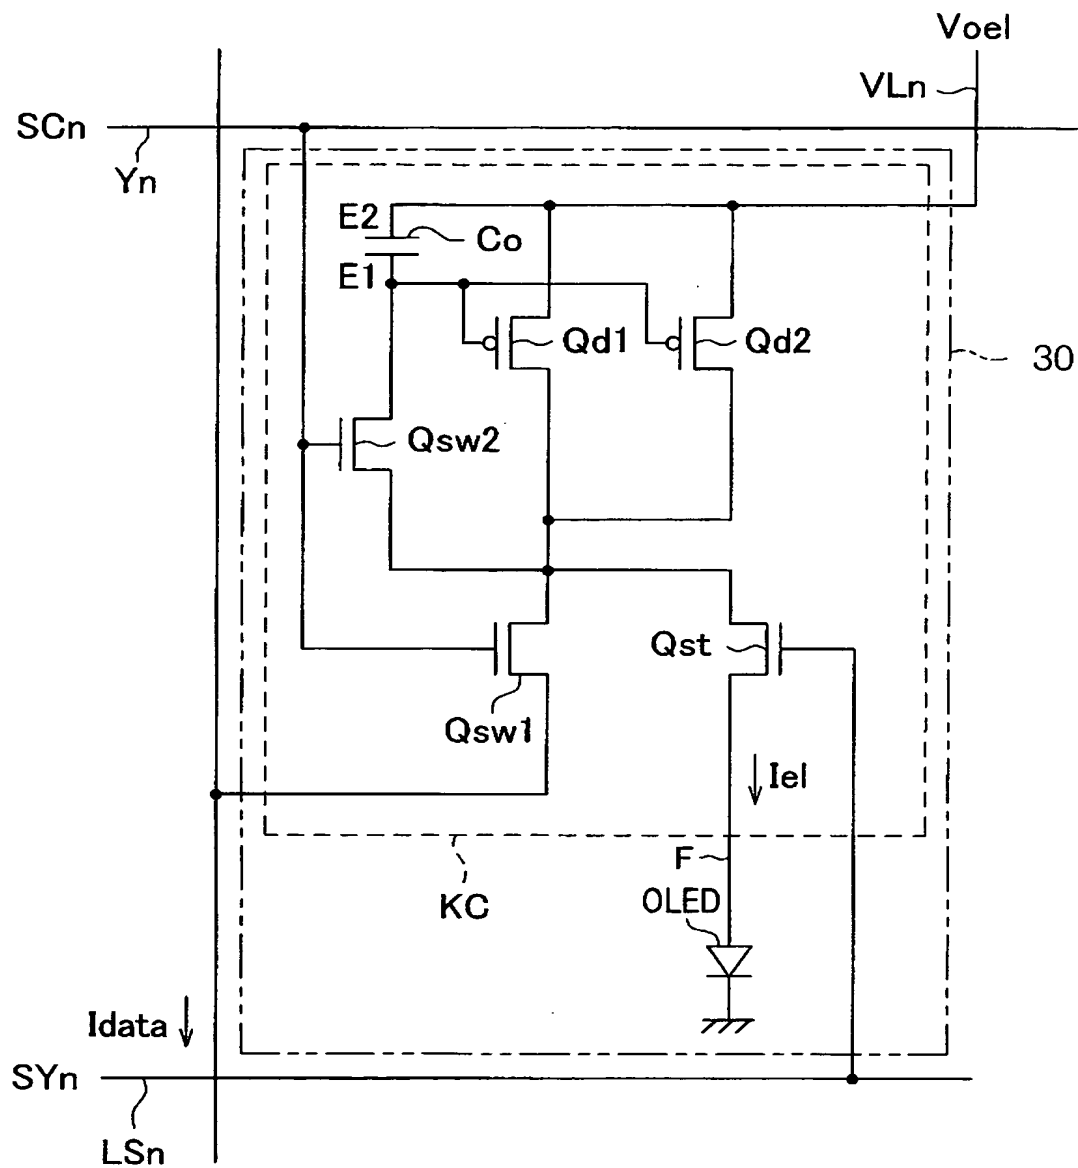 Voel
VLn
SCn
Yn
E2
Co
E1
Qd1
Qd2
30
Qsw2
Qst
Qsw1
Iel
F
KC
OLED
Idata
SYn
LSn